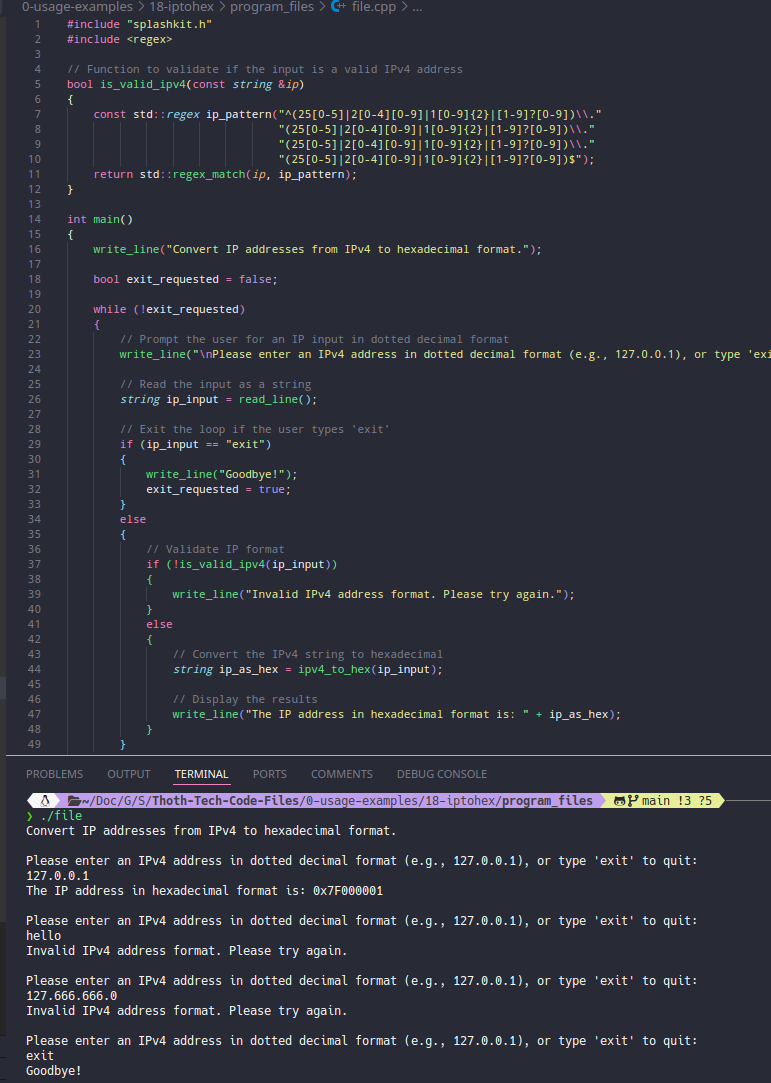 0-usage-examples > 18-iptohex > program_files > file.cpp > ...
1 #include "splashkit.h"
2 #include <regex>
3
4 // Function to validate if the input is a valid IPv4 address
5 bool is_valid_ipv4(const string &ip)
6 {
7 const std::regex ip_pattern("^(25[0-5]|2[0-4][0-9]|1[0-9]{2}|[1-9]?[0-9])\\."
8 "(25[0-5]|2[0-4][0-9]|1[0-9]{2}|[1-9]?[0-9])\\."
9 "(25[0-5]|2[0-4][0-9]|1[0-9]{2}|[1-9]?[0-9])\\."
10 "(25[0-5]|2[0-4][0-9]|1[0-9]{2}|[1-9]?[0-9])$");
11 return std::regex_match(ip, ip_pattern);
12 }
13
14 int main()
15 {
16 write_line("Convert IP addresses from IPv4 to hexadecimal format.");
17
18 bool exit_requested = false;
19
20 while (!exit_requested)
21 {
22 // Prompt the user for an IP input in dotted decimal format
23 write_line("\nPlease enter an IPv4 address in dotted decimal format (e.g., 127.0.0.1), or type 'exi
24
25 // Read the input as a string
26 string ip_input = read_line();
27
28 // Exit the loop if the user types 'exit'
29 if (ip_input == "exit")
30 {
31 write_line("Goodbye!");
32 exit_requested = true;
33 }
34 else
35 {
36 // Validate IP format
37 if (!is_valid_ipv4(ip_input))
38 {
39 write_line("Invalid IPv4 address format. Please try again.");
40 }
41 else
42 {
43 // Convert the IPv4 string to hexadecimal
44 string ip_as_hex = ipv4_to_hex(ip_input);
45
46 // Display the results
47 write_line("The IP address in hexadecimal format is: " + ip_as_hex);
48 }
49 }
PROBLEMS OUTPUT TERMINAL PORTS COMMENTS DEBUG CONSOLE
~/Doc/G/S/Thoth-Tech-Code-Files/0-usage-examples/18-iptohex/program_files main !3 ?5
❯ ./file
Convert IP addresses from IPv4 to hexadecimal format.

Please enter an IPv4 address in dotted decimal format (e.g., 127.0.0.1), or type 'exit' to quit:
127.0.0.1
The IP address in hexadecimal format is: 0x7F000001

Please enter an IPv4 address in dotted decimal format (e.g., 127.0.0.1), or type 'exit' to quit:
hello
Invalid IPv4 address format. Please try again.

Please enter an IPv4 address in dotted decimal format (e.g., 127.0.0.1), or type 'exit' to quit:
127.666.666.0
Invalid IPv4 address format. Please try again.

Please enter an IPv4 address in dotted decimal format (e.g., 127.0.0.1), or type 'exit' to quit:
exit
Goodbye!